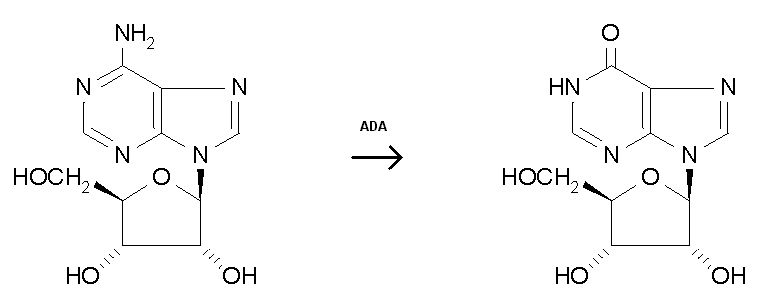 NH2 O
N N HN N
ADA
N N N N
HOCH2 O HOCH2 O
HO OH HO OH